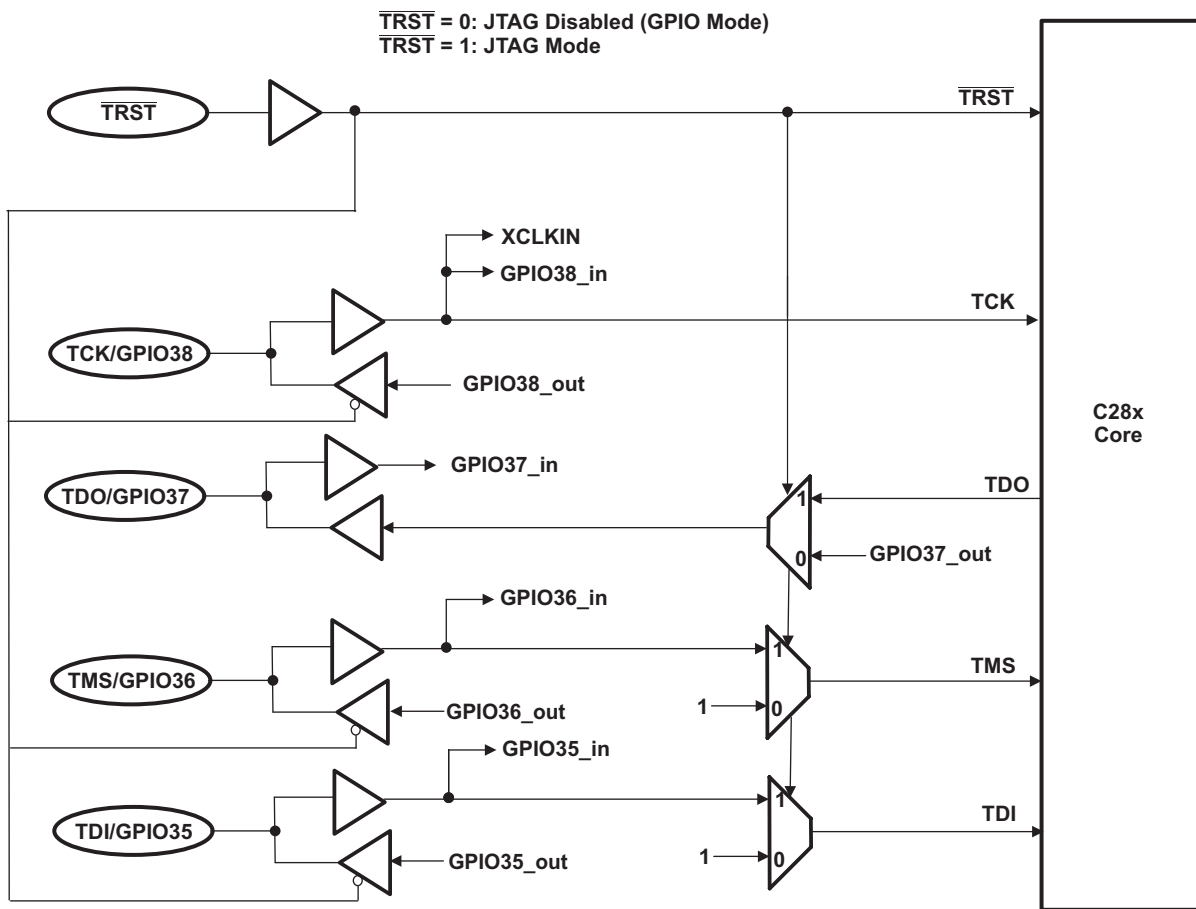 TRST = 0: JTAG Disabled (GPIO Mode)
TRST = 1: JTAG Mode
TRST
TRST
XCLKIN
GPIO38_in
TCK
TCK/GPIO38
GPIO38_out
C28x
Core
GPIO37_in
TDO/GPIO37
TDO
1
0
GPIO37_out
GPIO36_in
1
TMS/GPIO36
TMS
GPIO36_out
1
0
GPIO35_in
1
TDI/GPIO35
TDI
GPIO35_out
1
0